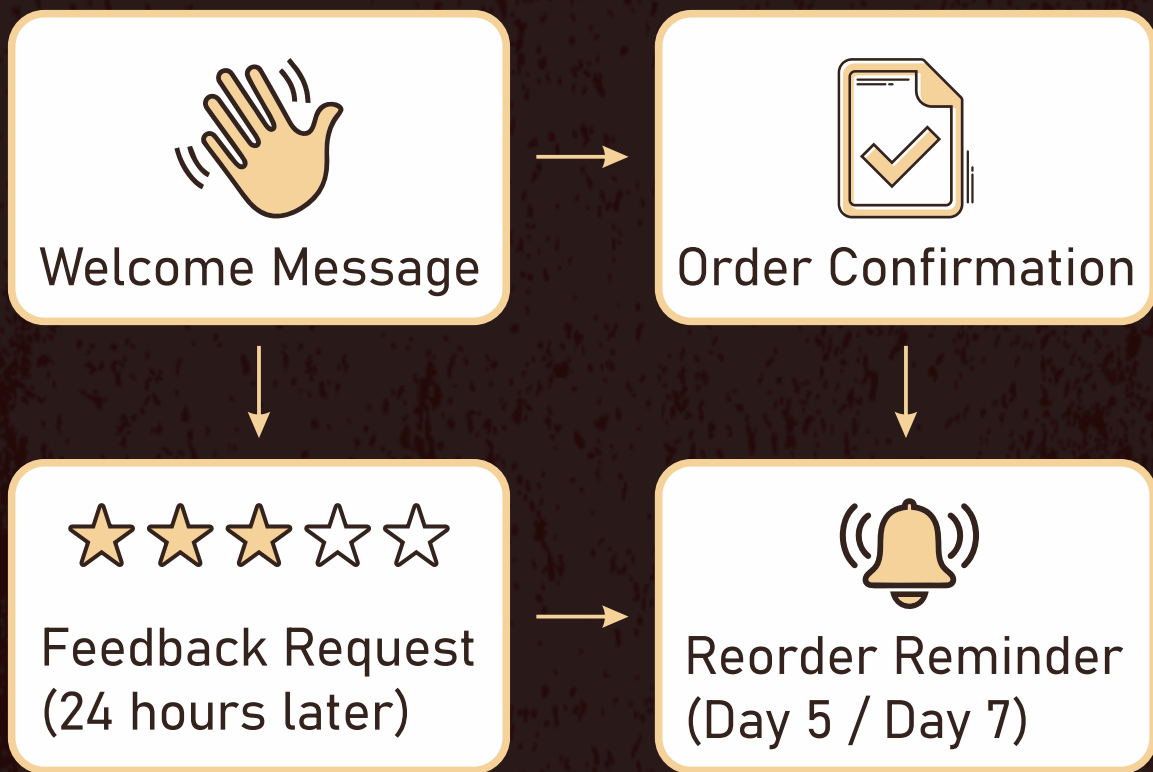 Welcome Message
Order Confirmation
Feedback Request
(24 hours later)
Reorder Reminder
(Day 5 / Day 7)